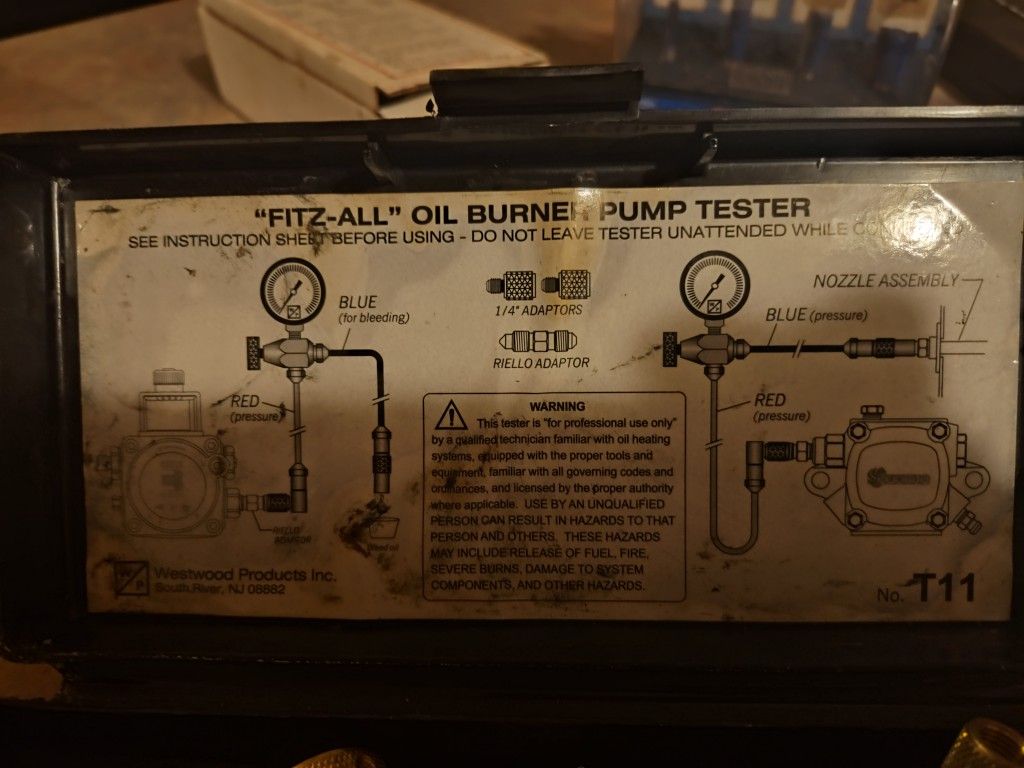 "FITZ-ALL" OIL BURNER PUMP TESTER
SEE INSTRUCTION SHEET BEFORE USING - DO NOT LEAVE TESTER UNATTENDED WHILE
BLUE
(for bleeding)
RED
(pressure)
RIELLO
ADAPTOR
Bleed oil
1/4" ADAPTORS
RIELLO ADAPTOR
NOZZLE ASSEMBLY
BLUE (pressure)
RED
(pressure)
WARNING
This tester is "for professional use only"
by a qualified technician familiar with oil heating
systems, equipped with the proper tools and
equipment, familiar with all governing codes and
ordinances, and licensed by the proper authority
where applicable. USE BY AN UNQUALIFIED
PERSON CAN RESULT IN HAZARDS TO THAT
PERSON AND OTHERS. THESE HAZARDS
MAY INCLUDE RELEASE OF FUEL, FIRE,
SEVERE BURNS, DAMAGE TO SYSTEM
COMPONENTS, AND OTHER HAZARDS.
W/P
Westwood Products Inc.
South River, NJ 08882
No. T11